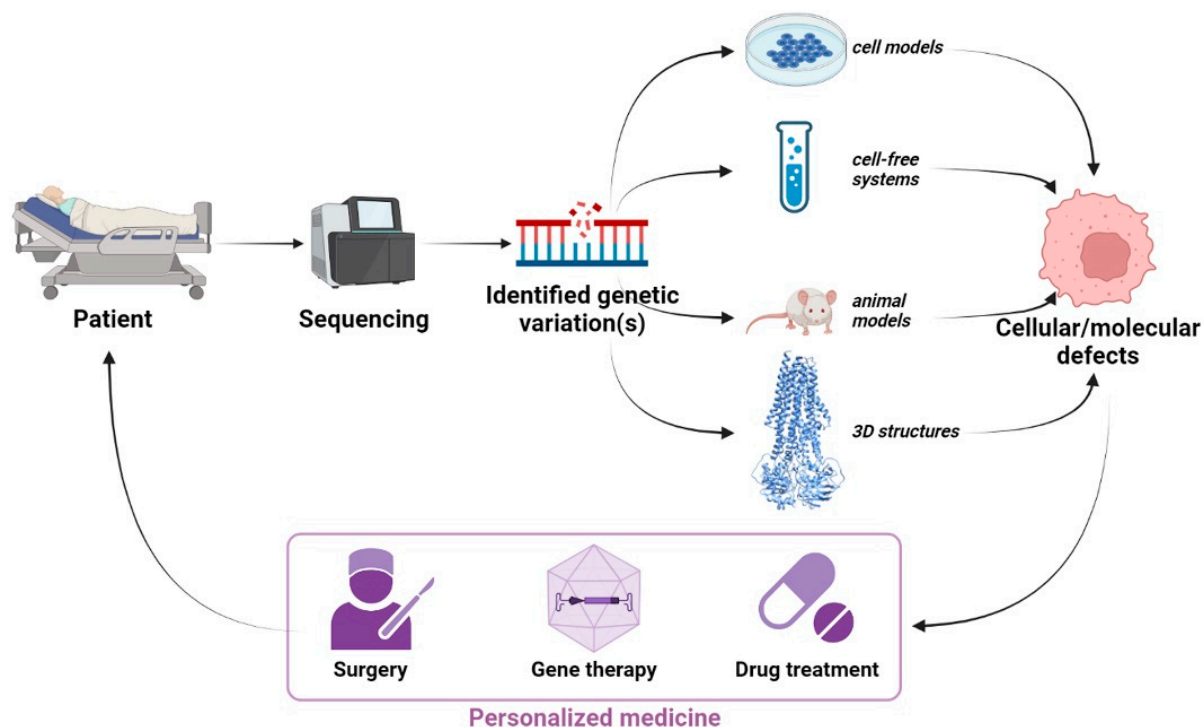 cell models
cell-free
systems
Patient
Sequencing
Identified genetic
variation(s)
animal
models
Cellular/molecular
defects
3D structures
Surgery
Gene therapy
Drug treatment
Personalized medicine